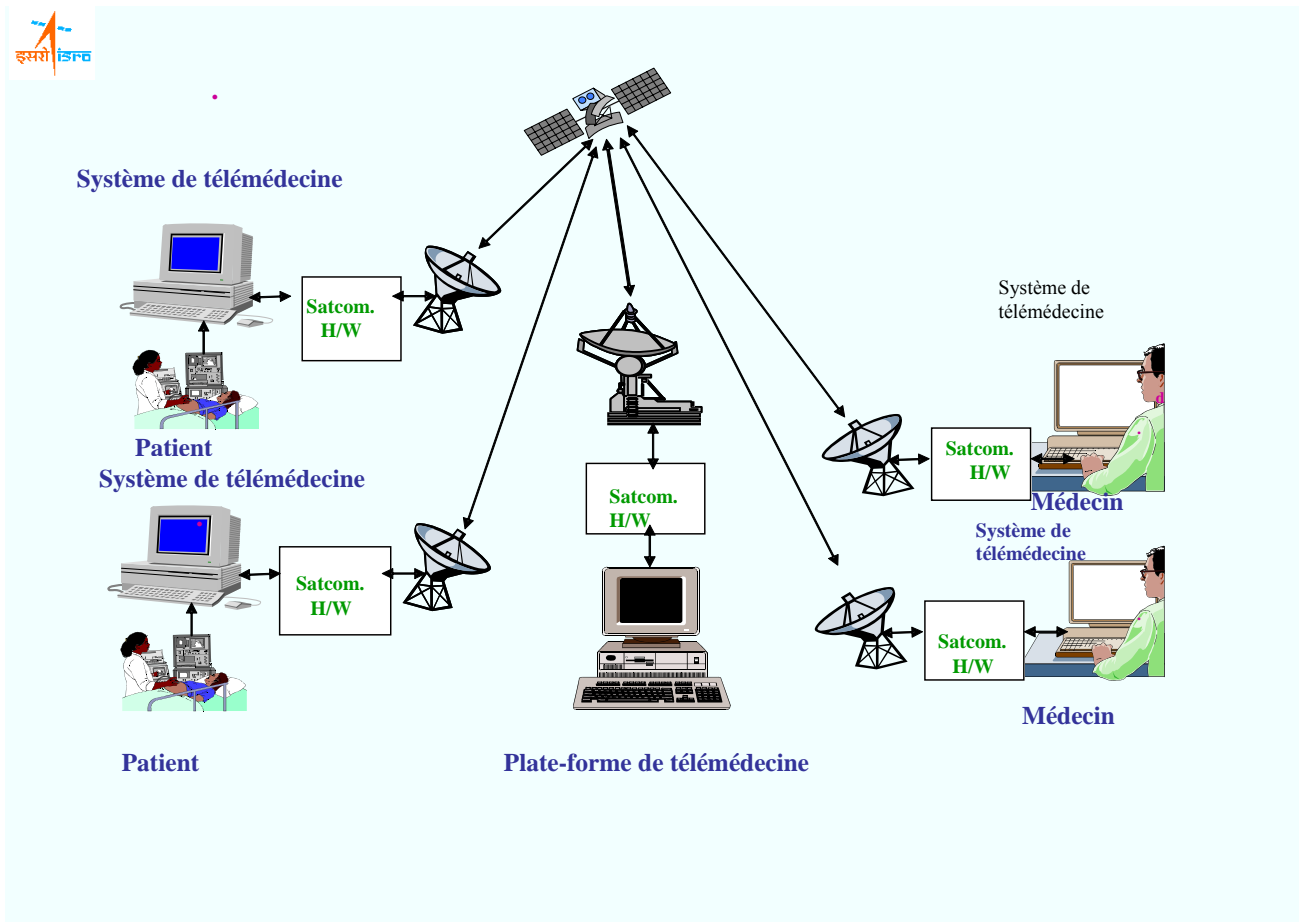 इसरो isro
Système de télémédecine
Satcom.
H/W
Patient
Système de télémédecine
Satcom.
H/W
Patient
Satcom.
H/W
Plate-forme de télémédecine
Système de
télémédecine
Satcom.
H/W
Médecin
Système de
télémédecine
Satcom.
H/W
Médecin